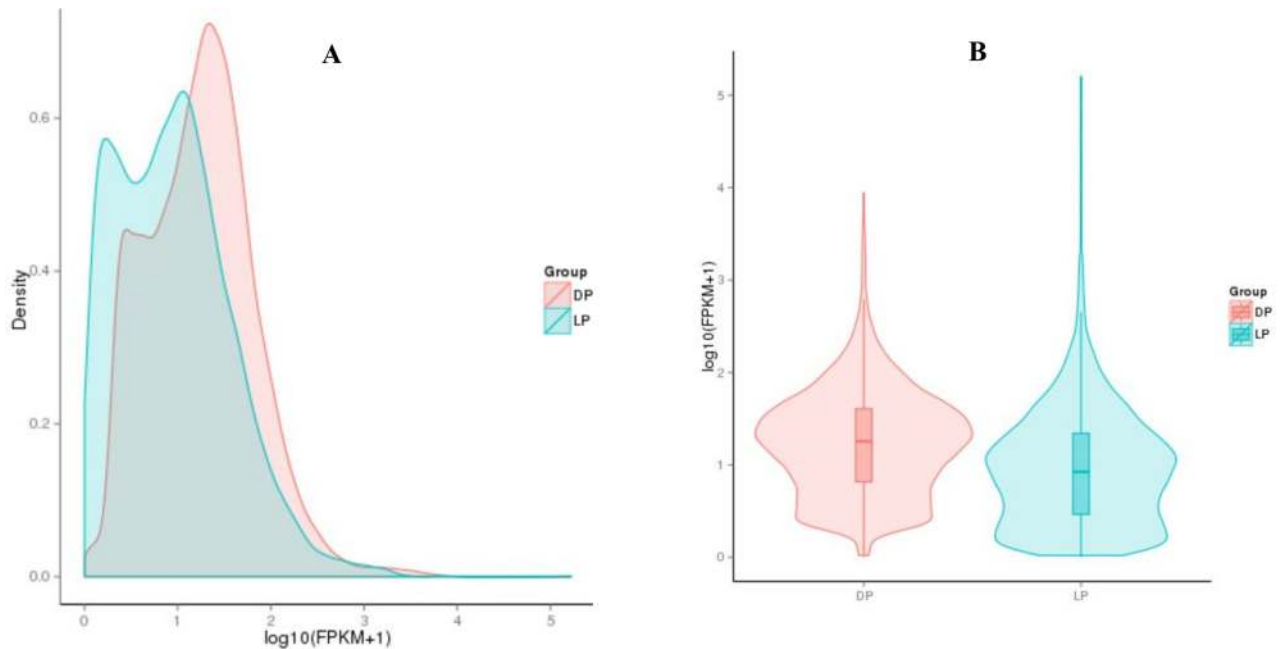 A
0.6
0.4
0.2
0.0
Density
0 1 2 3 4 5
log10(FPKM+1)
Group
DP
LP
B
5
4
3
2
1
0
log10(FPKM+1)
DP LP
Group
DP
LP